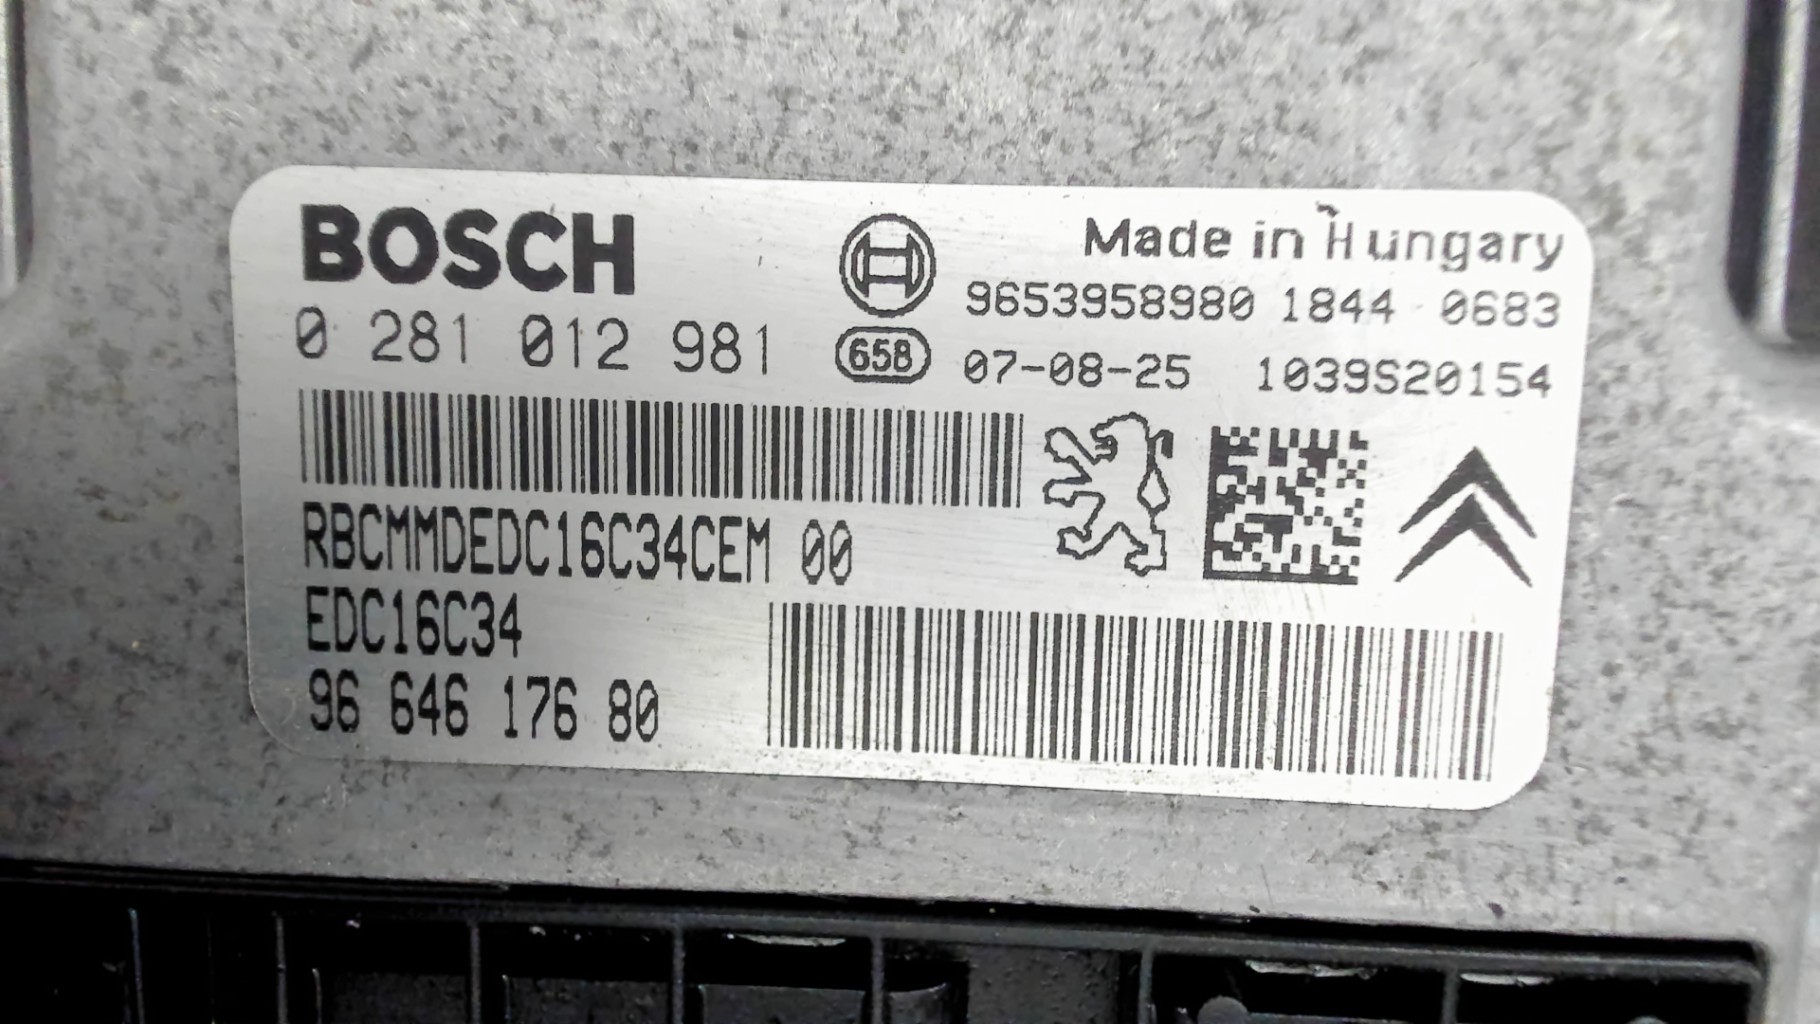 BOSCH
Made in Hungary
9653958980 1844 0683
0 281 012 981
658
07-08-25 1039S20154
RBCMMDEDC16C34CEM 00
EDC16C34
96 646 176 80